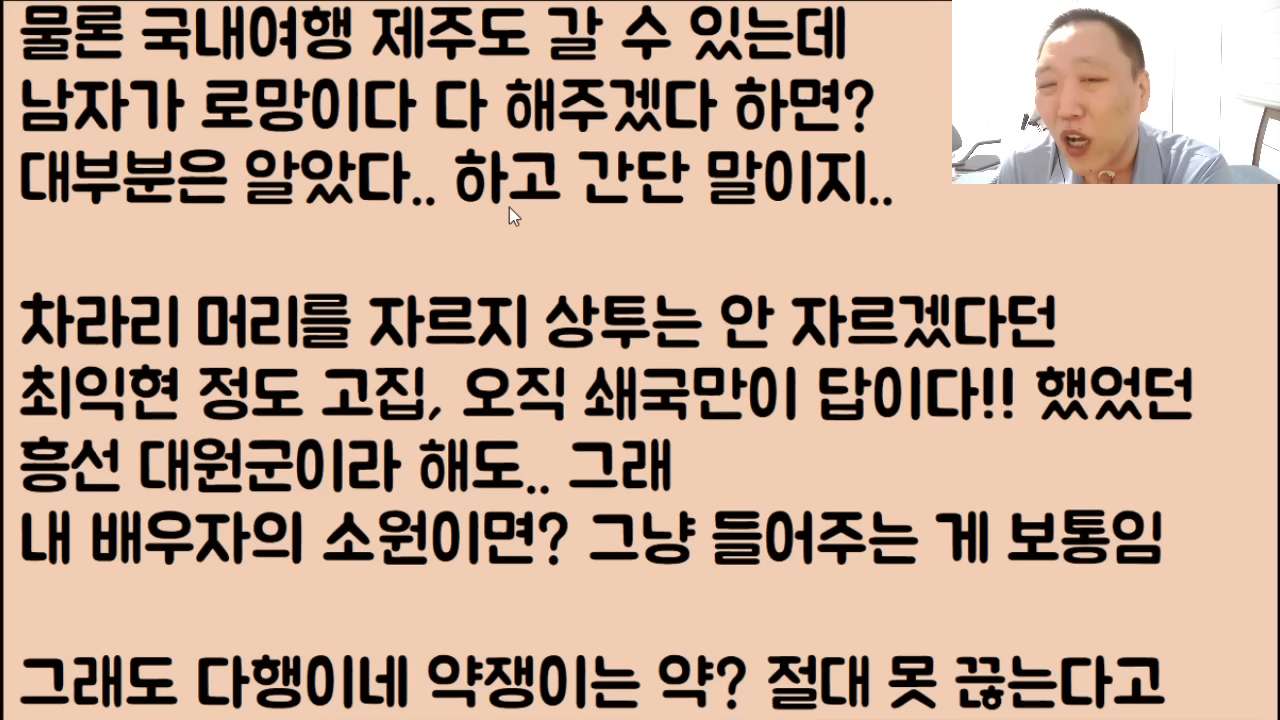 물론 국내여행 제주도 갈 수 있는데
남자가 로망이다 다 해주겠다 하면?
대부분은 알았다.. 하고 간단 말이지..
차라리 머리를 자르지 상투는 안 자르겠다던
최익현 정도 고집, 오직 쇄국만이 답이다!! 했었던
흥선 대원군이라 해도.. 그래
내 배우자의 소원이면? 그냥 들어주는 게 보통임
그래도 다행이네 약쟁이는 약? 절대 못 끊는다고